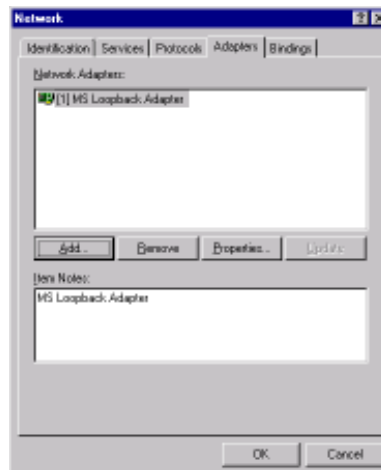 Network
Identification Services Protocols Adapters Bindings
Network Adapters:
[1] MS Loopback Adapter
Add... Remove Properties... Update
Item Notes:
MS Loopback Adapter
OK Cancel